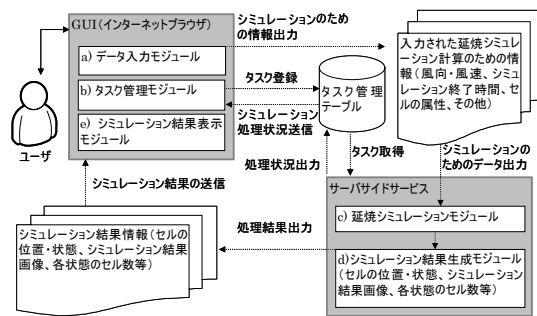 GUI(インターネットブラウザ)
a) データ入力モジュール
b) タスク管理モジュール
e) シミュレーション結果表示
モジュール
ユーザ
シミュレーションのため
の情報出力
タスク登録
シミュレーション
処理状況送信
タスク管理
テーブル
入力された延焼シミュレー
ション計算のための情
報(風向・風速、シミュ
レーション終了時間、セ
ルの属性、その他)
シミュレーションの
ためのデータ出力
処理状況出力
タスク取得
シミュレーション結果の送信
サーバサイドサービス
c) 延焼シミュレーションモジュール
d)シミュレーション結果生成モジュール
(セルの位置・状態、シミュレーション
結果画像、各状態のセル数等)
処理結果出力
シミュレーション結果情報(セルの
位置・状態、シミュレーション結果
画像、各状態のセル数等)